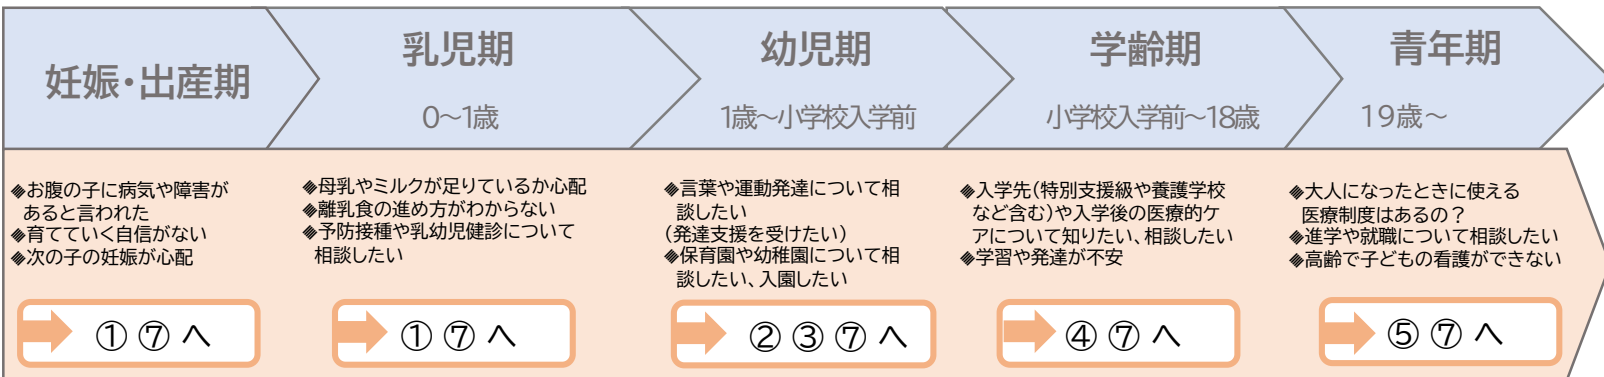 妊娠・出産期
乳児期
0～1歳
幼児期
1歳～小学校入学前
学齢期
小学校入学前～18歳
青年期
19歳～
◆お腹の子に病気や障害が
あると言われた
◆育てていく自信がない
◆次の子の妊娠が心配
①⑦へ
◆母乳やミルクが足りているか心配
◆離乳食の進め方がわからない
◆予防接種や乳幼児健診について
相談したい
①⑦へ
◆言葉や運動発達について相
談したい
(発達支援を受けたい)
◆保育園や幼稚園について相
談したい、入園したい
②③⑦へ
◆入学先(特別支援級や養護学校
など含む)や入学後の医療的ケ
アについて知りたい、相談したい
◆学習や発達が不安
④⑦へ
◆大人になったときに使える
医療制度はあるの？
◆進学や就職について相談したい
◆高齢で子どもの看護ができない
⑤⑦へ